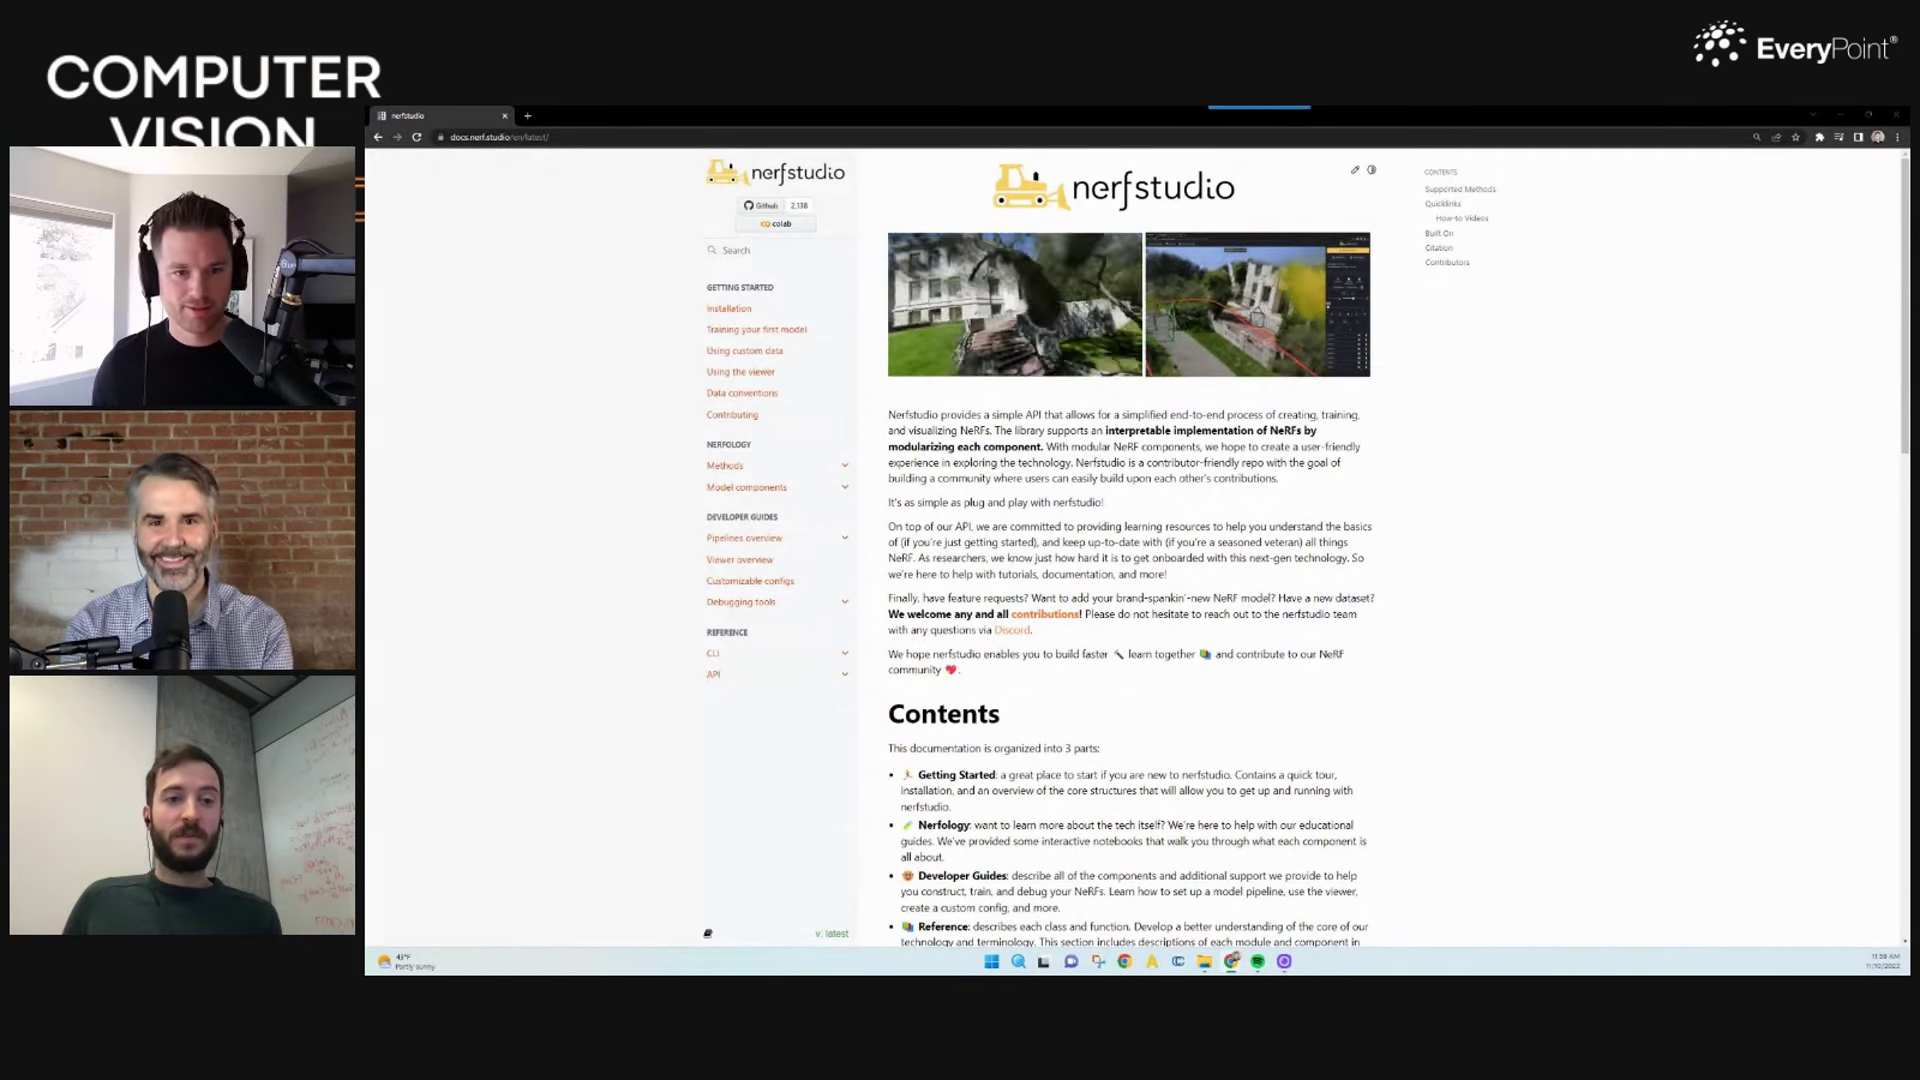 COMPUTER
VISION
EveryPoint®
nerfstudio
docs.nerf.studio/en/latest/
nerfstudio
Github 2,138
colab
Search
GETTING STARTED
Installation
Training your first model
Using custom data
Using the viewer
Data conventions
Contributing
NERFOLOGY
Methods
Model components
DEVELOPER GUIDES
Pipelines overview
Viewer overview
Customizable configs
Debugging tools
REFERENCE
CLI
API
v: latest
nerfstudio
Nerfstudio provides a simple API that allows for a simplified end-to-end process of creating, training,
and visualizing NeRFs. The library supports an interpretable implementation of NeRFs by
modularizing each component. With modular NeRF components, we hope to create a user-friendly
experience in exploring the technology. Nerfstudio is a contributor-friendly repo with the goal of
building a community where users can easily build upon each other's contributions.
It's as simple as plug and play with nerfstudio!
On top of our API, we are committed to providing learning resources to help you understand the basics
of (if you're just getting started), and keep up-to-date with (if you're a seasoned veteran) all things
NeRF. As researchers, we know just how hard it is to get onboarded with this next-gen technology. So
we're here to help with tutorials, documentation, and more!
Finally, have feature requests? Want to add your brand-spankin'-new NeRF model? Have a new dataset?
We welcome any and all contributions! Please do not hesitate to reach out to the nerfstudio team
with any questions via Discord.
We hope nerfstudio enables you to build faster 🔨 learn together 📚 and contribute to our NeRF
community 💖.
Contents
This documentation is organized into 3 parts:
Getting Started: a great place to start if you are new to nerfstudio. Contains a quick tour,
installation, and an overview of the core structures that will allow you to get up and running with
nerfstudio.
Nerfology: want to learn more about the tech itself? We're here to help with our educational
guides. We've provided some interactive notebooks that walk you through what each component is
all about.
Developer Guides: describe all of the components and additional support we provide to help
you construct, train, and debug your NeRFs. Learn how to set up a model pipeline, use the viewer,
create a custom config, and more.
Reference: describes each class and function. Develop a better understanding of the core of our
technology and terminology. This section includes descriptions of each module and component in
CONTENTS
Supported Methods
Quicklinks
How-to Videos
Built On
Citation
Contributors
43°F
Partly sunny
11:59 AM
11/10/2022